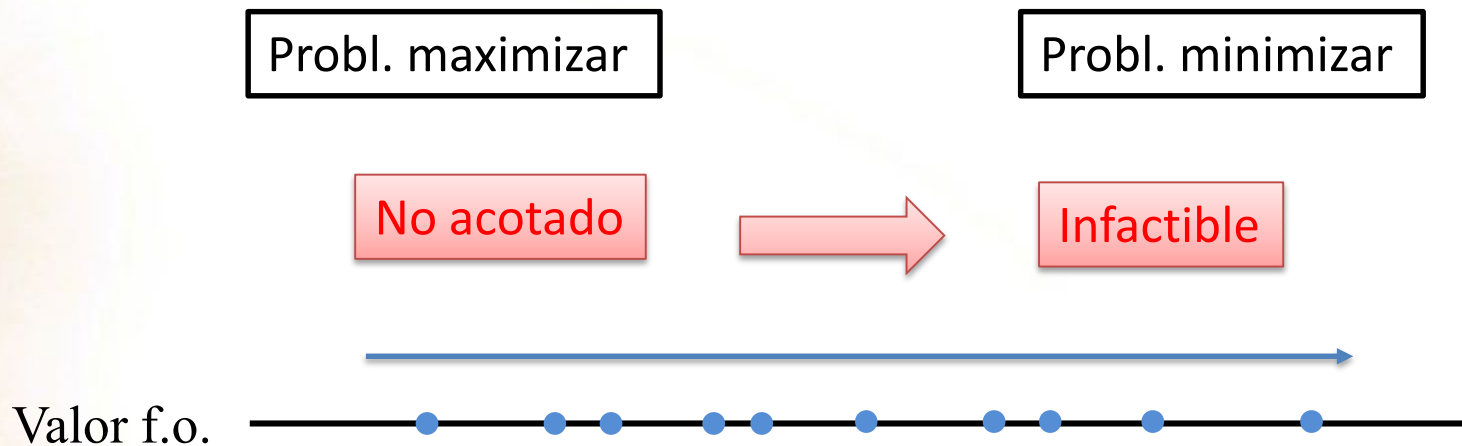 Probl. maximizar
Probl. minimizar
No acotado
Infactible
Valor f.o.